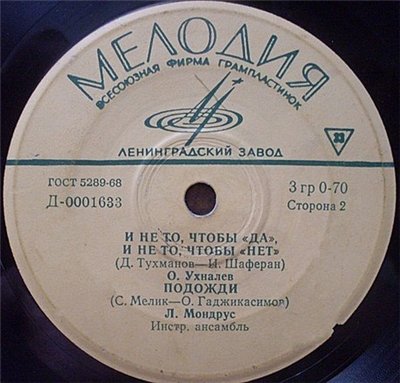 МЕЛОДИЯ
ВСЕСОЮЗНАЯ ФИРМА ГРАМПЛАСТИНОК
33
ЛЕНИНГРАДСКИЙ ЗАВОД
ГОСТ 5289-68
3 гр 0-70
Д-0001633
Сторона 2
И НЕ ТО, ЧТОБЫ «ДА»,
И НЕ ТО, ЧТОБЫ «НЕТ»
(Д. Тухманов—И. Шаферан)
О. Ухналев
ПОДОЖДИ
(С. Мелик—О. Гаджикасимов)
Л. Мондрус
Инстр. ансамбль